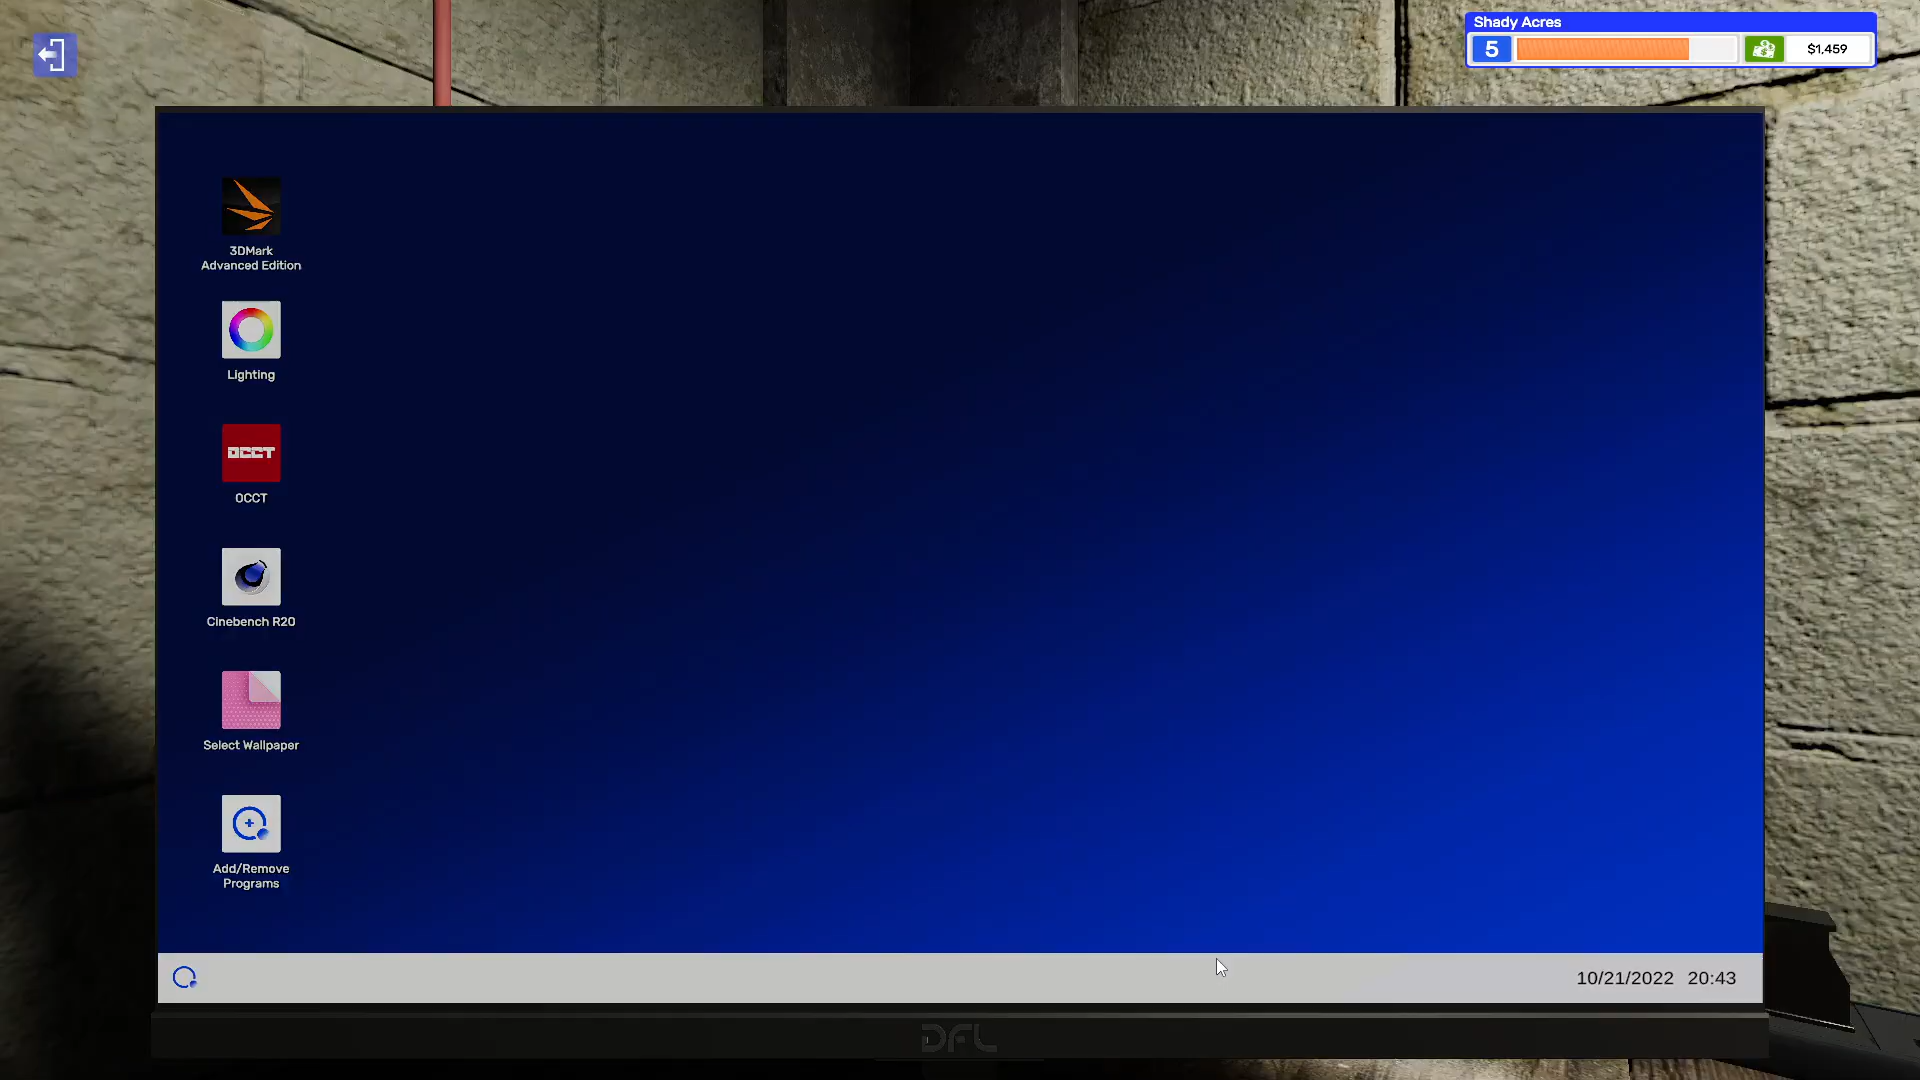 Shady Acres
5
$1,459
3DMark
Advanced Edition
Lighting
OCCT
OCCT
Cinebench R20
Select Wallpaper
Add/Remove
Programs
10/21/2022 20:43
DFL